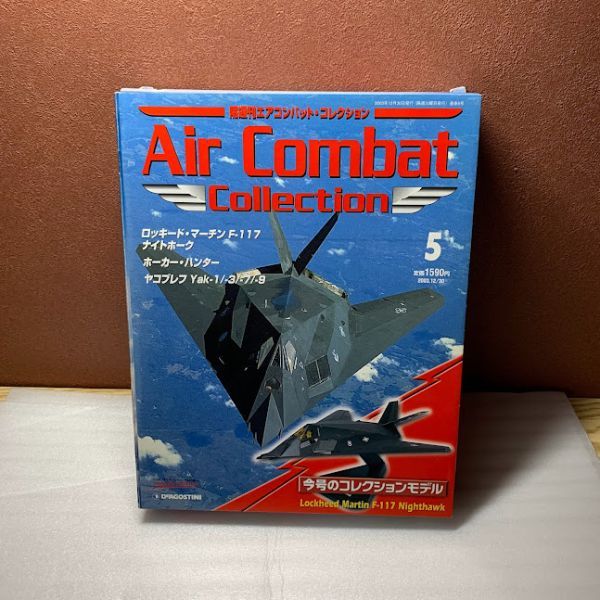 隔週刊エアコンバット・コレクション
Air Combat
Collection
ロッキード・マーチン F-117
ナイトホーク
ホーカー・ハンター
ヤコブレフ Yak-1/-3/-7/-9
5
定価1590円
2003.12/30
今号のコレクションモデル
DeAGOSTINI
Lockheed Martin F-117 Nighthawk